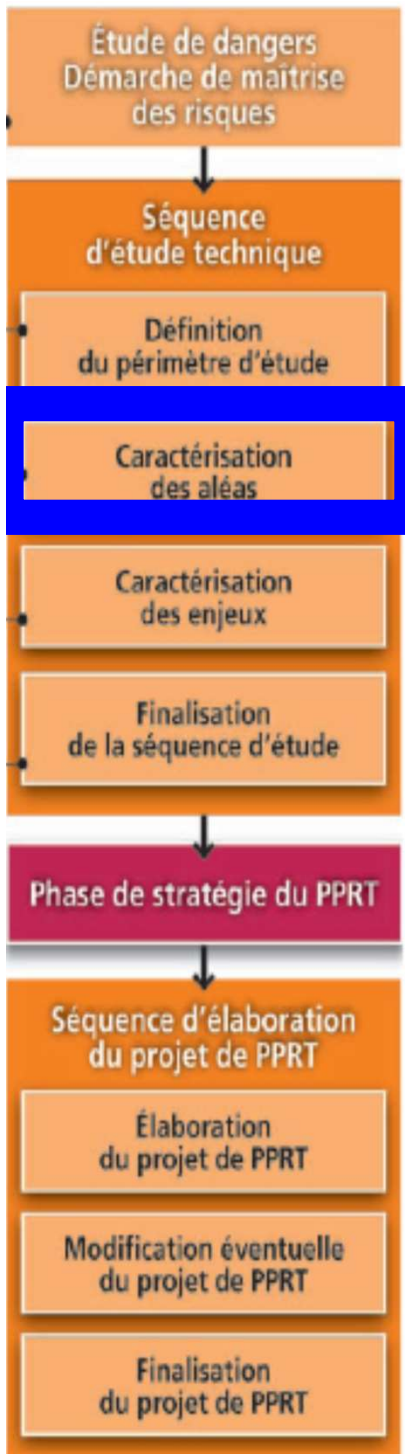 Étude de dangers
Démarche de maîtrise
des risques
Séquence
d'étude technique
Définition
du périmètre d'étude
Caractérisation
des aléas
Caractérisation
des enjeux
Finalisation
de la séquence d'étude
Phase de stratégie du PPRT
Séquence d'élaboration
du projet de PPRT
Élaboration
du projet de PPRT
Modification éventuelle
du projet de PPRT
Finalisation
du projet de PPRT